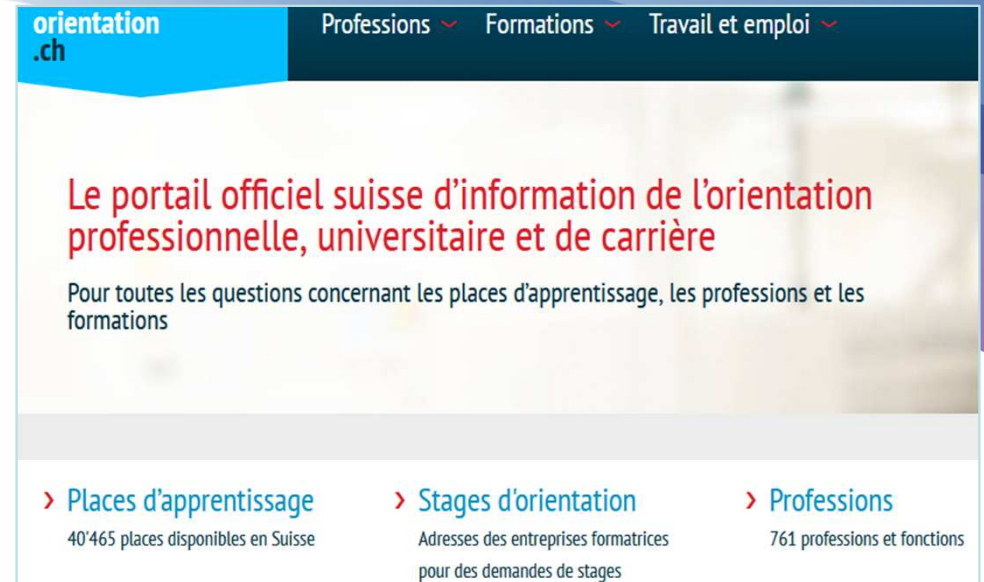 orientation
.ch
Professions Formations Travail et emploi
Le portail officiel suisse d’information de l’orientation
professionnelle, universitaire et de carrière
Pour toutes les questions concernant les places d’apprentissage, les professions et les
formations
Places d’apprentissage
40'465 places disponibles en Suisse
Stages d'orientation
Adresses des entreprises formatrices
pour des demandes de stages
Professions
761 professions et fonctions